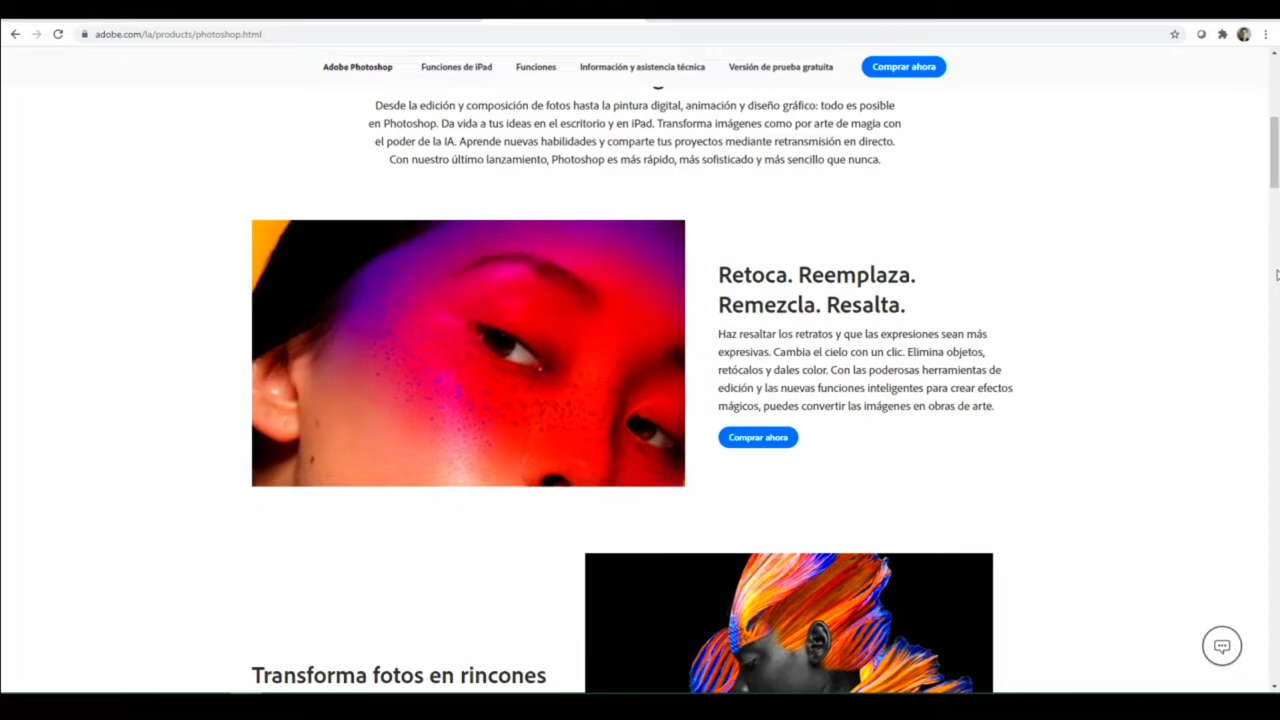 adobe.com/la/products/photoshop.html
Adobe Photoshop Funciones de iPad Funciones Información y asistencia técnica Versión de prueba gratuita Comprar ahora
Desde la edición y composición de fotos hasta la pintura digital, animación y diseño gráfico: todo es posible
en Photoshop. Da vida a tus ideas en el escritorio y en iPad. Transforma imágenes como por arte de magia con
el poder de la IA. Aprende nuevas habilidades y comparte tus proyectos mediante retransmisión en directo.
Con nuestro último lanzamiento, Photoshop es más rápido, más sofisticado y más sencillo que nunca.
Retoca. Reemplaza.
Remezcla. Resalta.
Haz resaltar los retratos y que las expresiones sean más
expresivas. Cambia el cielo con un clic. Elimina objetos,
retócalos y dales color. Con las poderosas herramientas de
edición y las nuevas funciones inteligentes para crear efectos
mágicos, puedes convertir las imágenes en obras de arte.
Comprar ahora
Transforma fotos en rincones